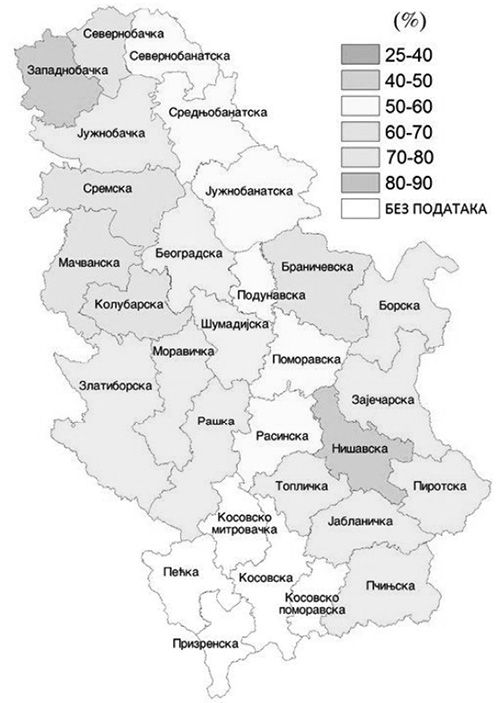 (%)
25-40
40-50
50-60
60-70
70-80
80-90
БЕЗ ПОДАТАКА
Севернобачка
Севернобанатска
Западнобачка
Средњобанатска
Јужнобачка
Сремска
Јужнобанатска
Београдска
Мачванска
Браничевска
Подунавска
Колубарска
Борска
Шумадијска
Моравичка
Поморавска
Златиборска
Зајечарска
Рашка
Расинска
Нишавска
Топличка
Пиротска
Косовско
митровачка
Јабланичка
Пећка
Косовска
Пчињска
Косовско
поморавска
Призренска